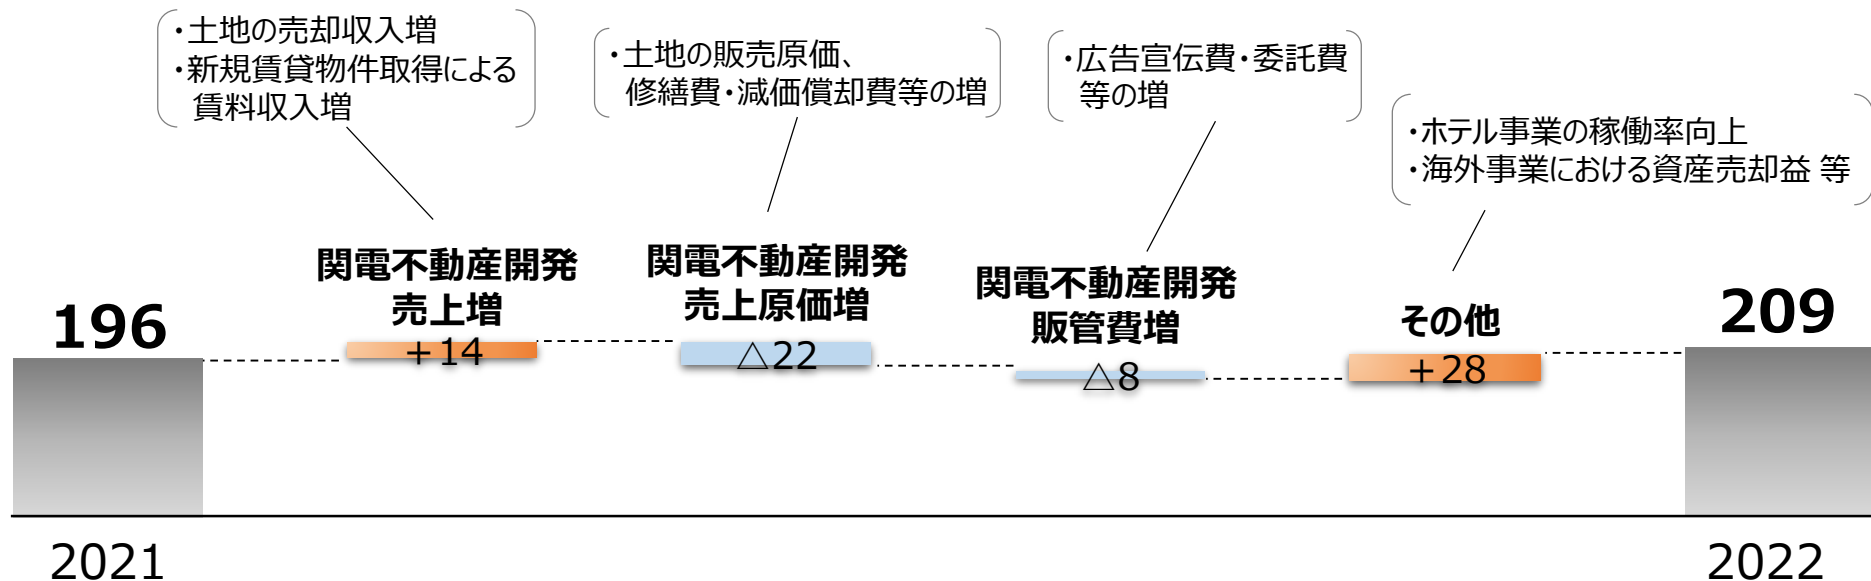 ・土地の売却収入増
・新規賃貸物件取得による
賃料収入増
・土地の販売原価、
修繕費・減価償却費等の増
・広告宣伝費・委託費
等の増
・ホテル事業の稼働率向上
・海外事業における資産売却益 等
196
関電不動産開発
売上増
＋14
関電不動産開発
売上原価増
△22
関電不動産開発
販管費増
△8
その他
＋28
209
2021
2022